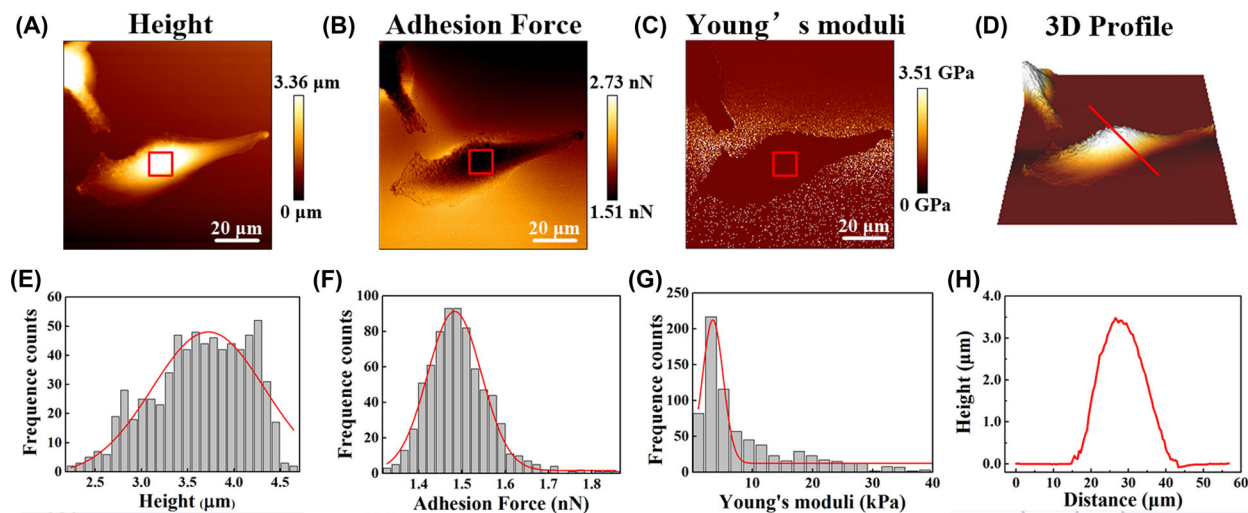 (A) Height
3.36 µm
0 µm
20 µm
(B) Adhesion Force
2.73 nN
1.51 nN
20 µm
(C) Young's moduli
3.51 GPa
0 GPa
20 µm
(D) 3D Profile
(E)
Frequence counts
60
50
40
30
20
10
0
2.5 3.0 3.5 4.0 4.5
Height (µm)
(F)
Frequence counts
100
80
60
40
20
0
1.4 1.5 1.6 1.7 1.8
Adhesion Force (nN)
(G)
Frequence counts
250
200
150
100
50
0
10 20 30 40
Young's moduli (kPa)
(H)
Height (µm)
4.0
3.0
2.0
1.0
0.0
0 10 20 30 40 50 60
Distance (µm)